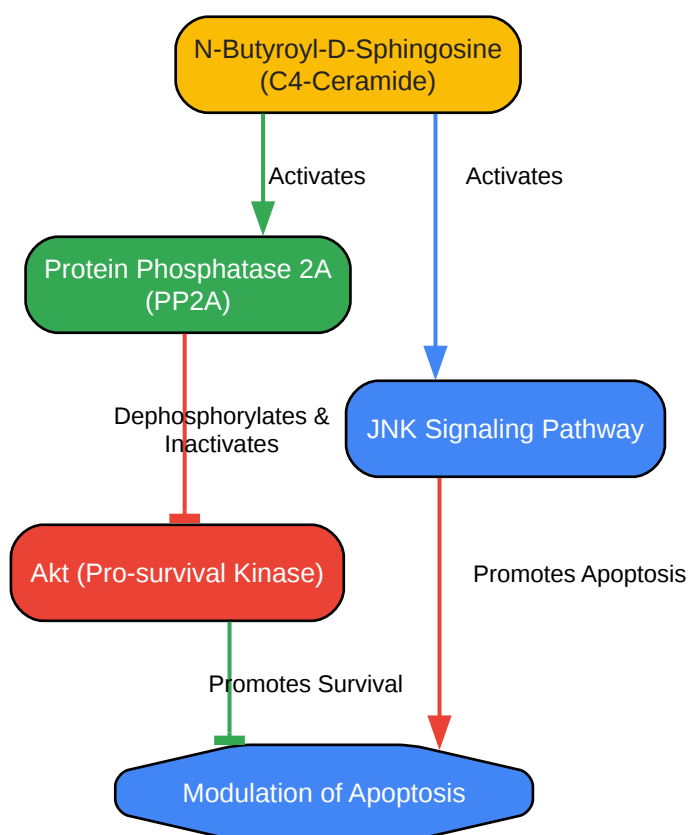 N-Butyroyl-D-Sphingosine
(C4-Ceramide)
Activates
Activates
Protein Phosphatase 2A
(PP2A)
Dephosphorylates &
Inactivates
JNK Signaling Pathway
Akt (Pro-survival Kinase)
Promotes Apoptosis
Promotes Survival
Modulation of Apoptosis